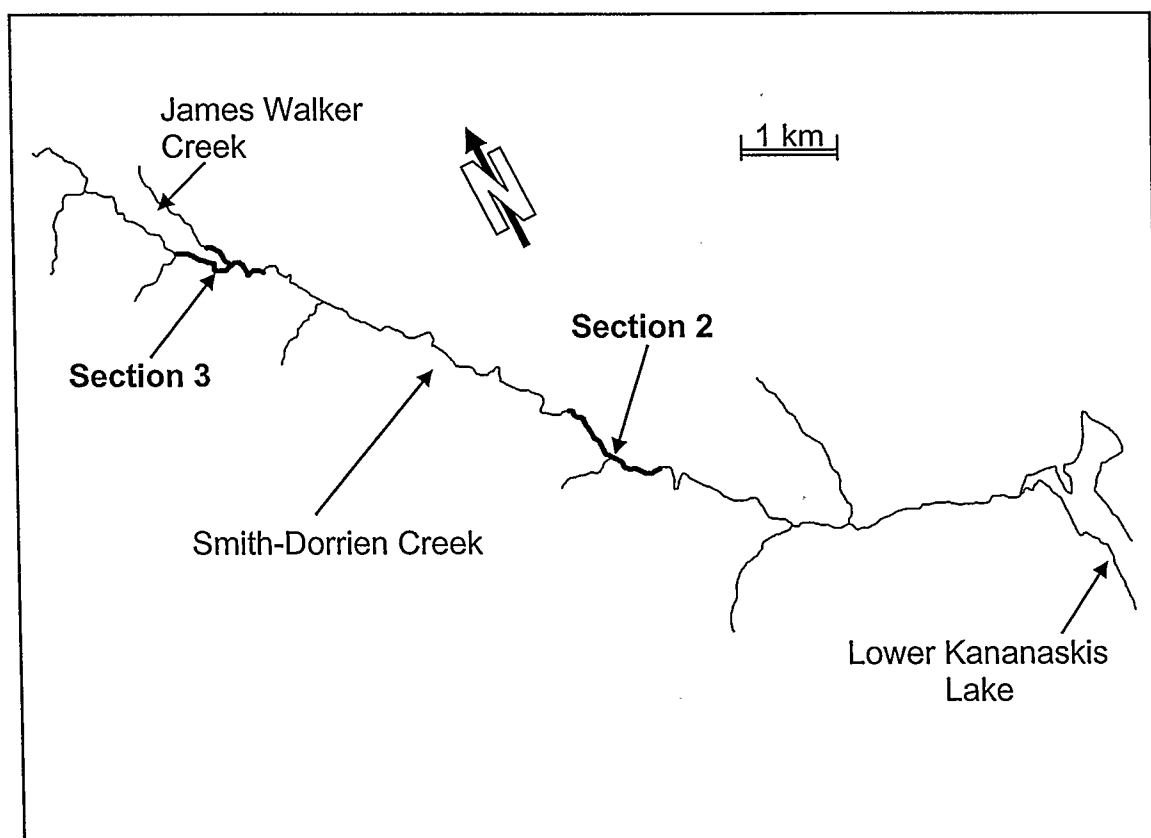 James Walker
Creek
N
1 km
Section 2
Section 3
Smith-Dorrien Creek
Lower Kananaskis
Lake